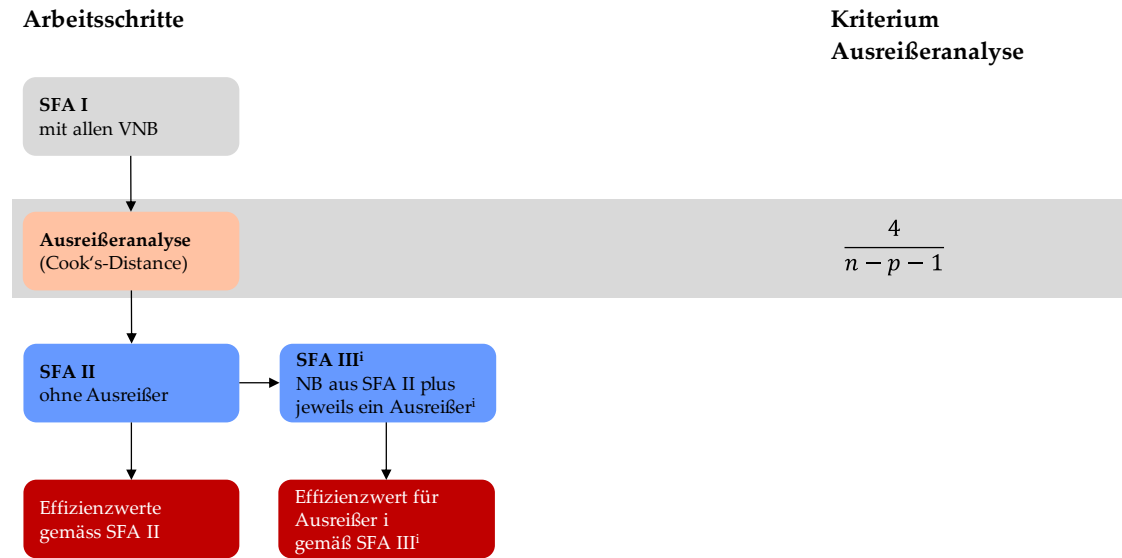 Arbeitsschritte
Kriterium
Ausreißeranalyse
SFA I
mit allen VNB
Ausreißeranalyse
(Cook‘s-Distance)
4
n − p − 1
SFA II
ohne Ausreißer
SFA IIIⁱ
NB aus SFA II plus
jeweils ein Ausreißerⁱ
Effizienzwerte
gemäss SFA II
Effizienzwert für
Ausreißer i
gemäß SFA IIIⁱ